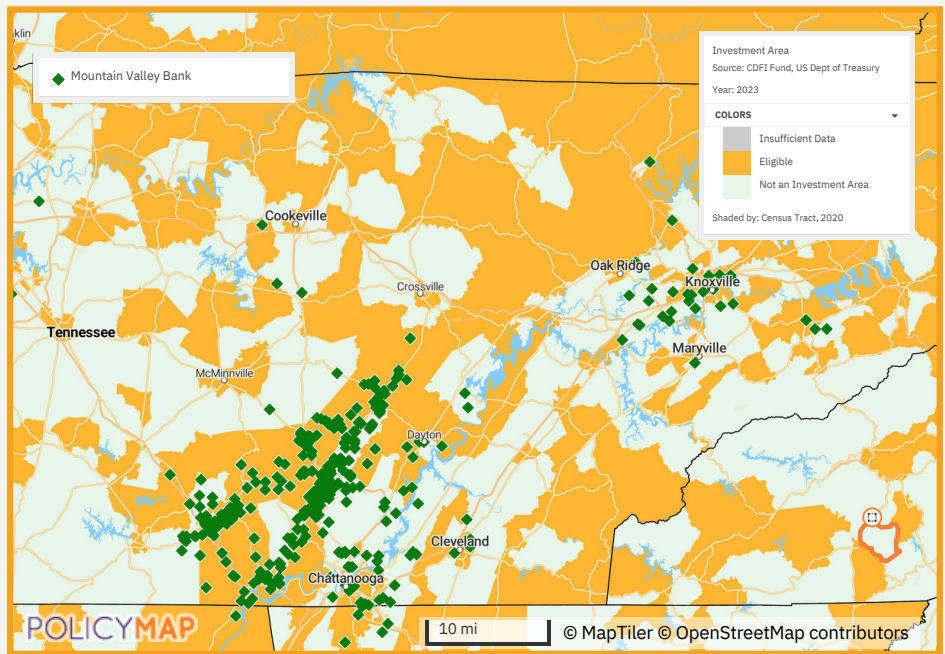 klin
Mountain Valley Bank
Investment Area
Source: CDFI Fund, US Dept of Treasury
Year: 2023
COLORS
Insufficient Data
Eligible
Not an Investment Area
Shaded by: Census Tract, 2020
Cookeville
Oak Ridge
Knoxville
Crossville
Tennessee
Maryville
McMinnville
Dayton
Cleveland
Chattanooga
POLICYMAP
10 mi
© MapTiler © OpenStreetMap contributors